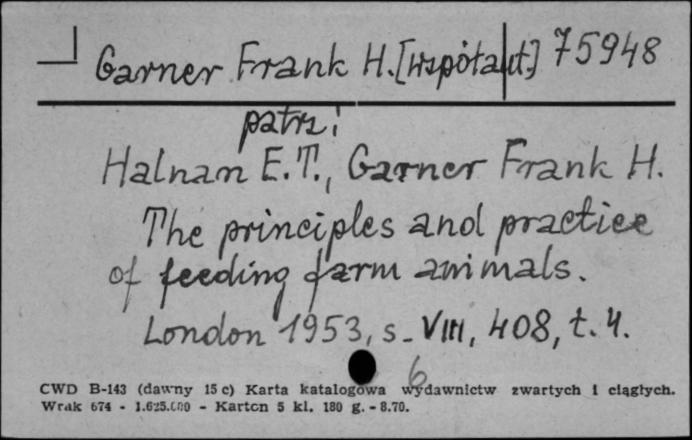 Garner Frank H. [współaut.] 75948
patrz:
Halnan E.T., Garner Frank H.
The principles and practice
of feeding farm animals.
London 1953, s. VIII, 408, t. 4.
6
CWD B-143 (dawny 15 c) Karta katalogowa wydawnictw zwartych i ciągłych.
Wrak 674 - 1.625.000 - Karton 5 kl. 180 g. - 8.70.